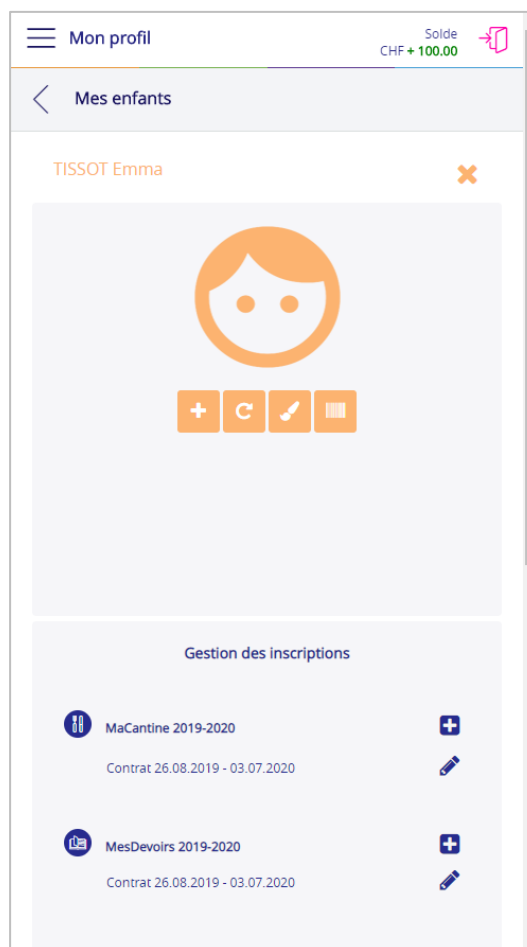 Mon profil
Solde
CHF + 100.00
Mes enfants
TISSOT Emma
Gestion des inscriptions
MaCantine 2019-2020
Contrat 26.08.2019 - 03.07.2020
MesDevoirs 2019-2020
Contrat 26.08.2019 - 03.07.2020